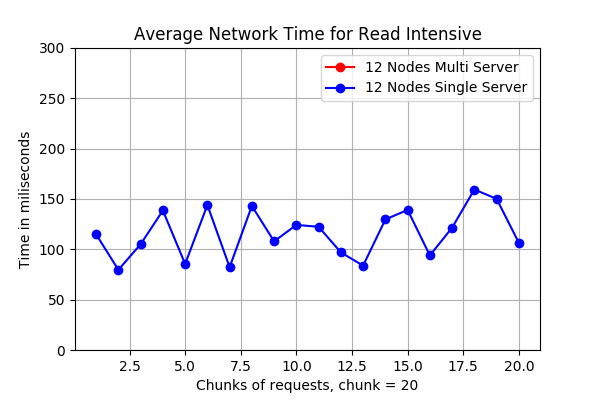 Average Network Time for Read Intensive
300
250
200
150
100
50
0
Time in miliseconds
12 Nodes Multi Server
12 Nodes Single Server
2.5 5.0 7.5 10.0 12.5 15.0 17.5 20.0
Chunks of requests, chunk = 20